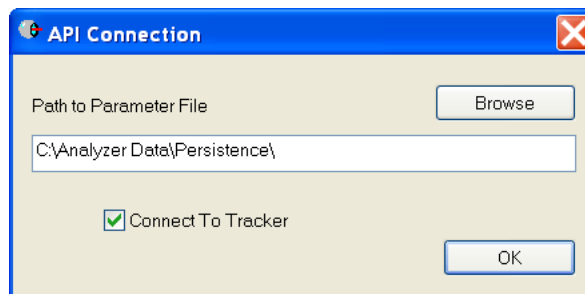 API Connection
Path to Parameter File
Browse
C:\Analyzer Data\Persistence\
Connect To Tracker
OK